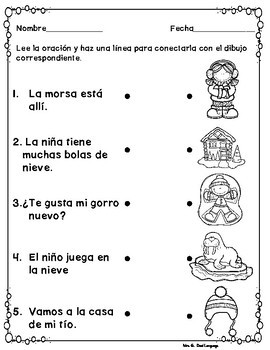 Nombre____________ Fecha____________
Lee la oración y haz una línea para conectarla con el dibujo
correspondiente.
1. La morsa está
allí.
2. La niña tiene
muchas bolas de
nieve.
3.¿Te gusta mi gorro
nuevo?
4. El niño juega en
la nieve
5. Vamos a la casa
de mi tío.
Mrs. G. Dual Language